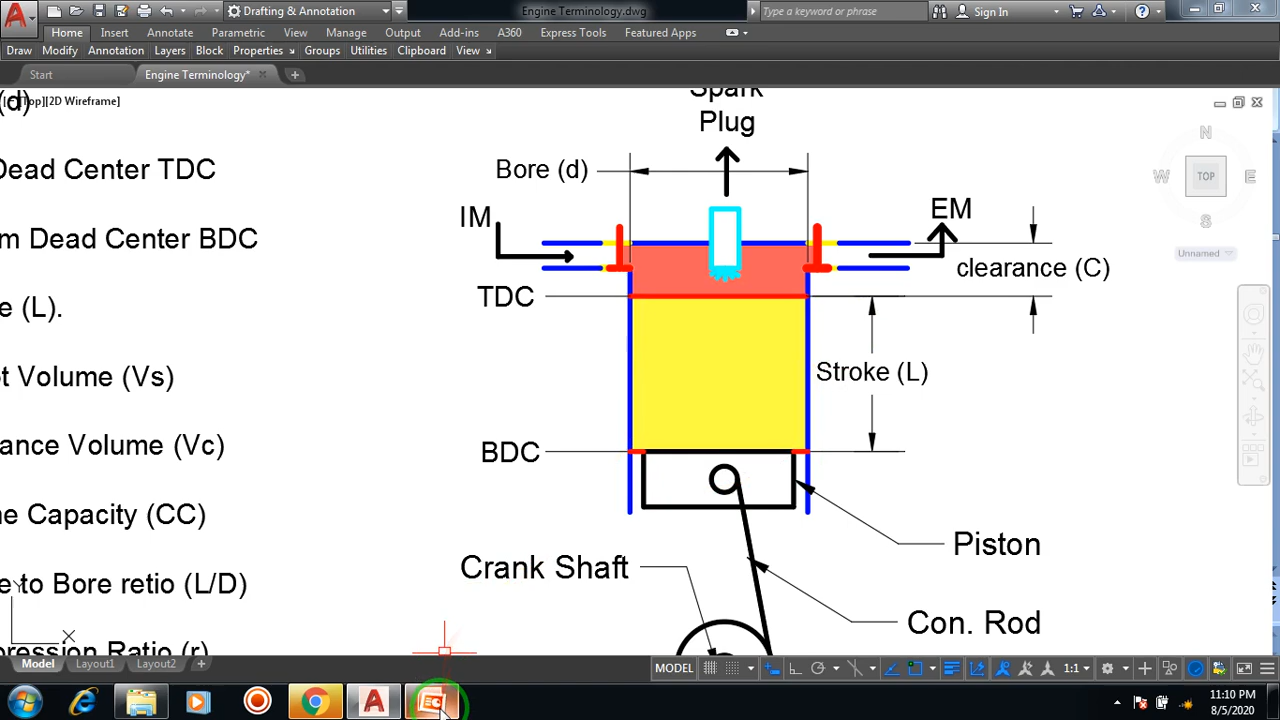 Drafting & Annotation
Engine Terminology.dwg
Type a keyword or phrase
Sign In
Home Insert Annotate Parametric View Manage Output Add-ins A360 Express Tools Featured Apps
Draw Modify Annotation Layers Block Properties Groups Utilities Clipboard View
Start
Engine Terminology*
[Top][2D Wireframe]
(d)
Dead Center TDC
m Dead Center BDC
e (L).
t Volume (Vs)
ance Volume (Vc)
ne Capacity (CC)
e to Bore retio (L/D)
pression Ratio (r)
Spark
Plug
Bore (d)
IM
EM
clearance (C)
TDC
Stroke (L)
BDC
Piston
Crank Shaft
Con. Rod
N
W TOP E
S
Unnamed
X
Model Layout1 Layout2
MODEL
1:1
11:10 PM
8/5/2020